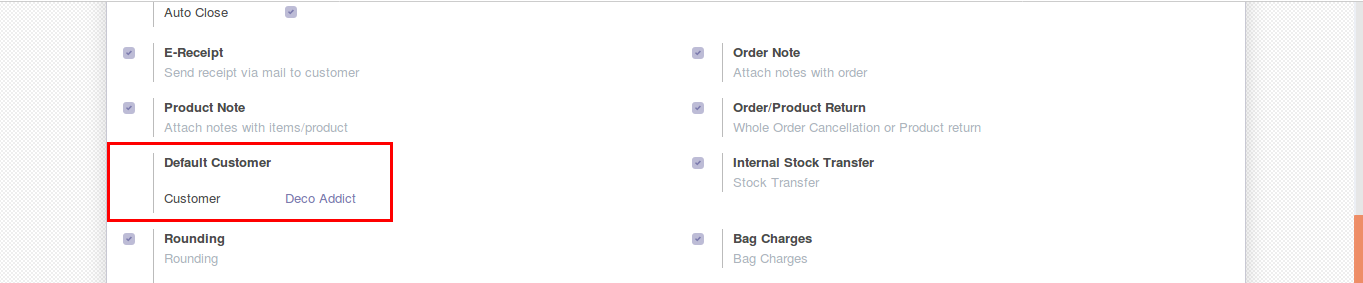 Auto Close
E-Receipt
Send receipt via mail to customer
Order Note
Attach notes with order
Product Note
Attach notes with items/product
Order/Product Return
Whole Order Cancellation or Product return
Default Customer
Customer Deco Addict
Internal Stock Transfer
Stock Transfer
Rounding
Rounding
Bag Charges
Bag Charges